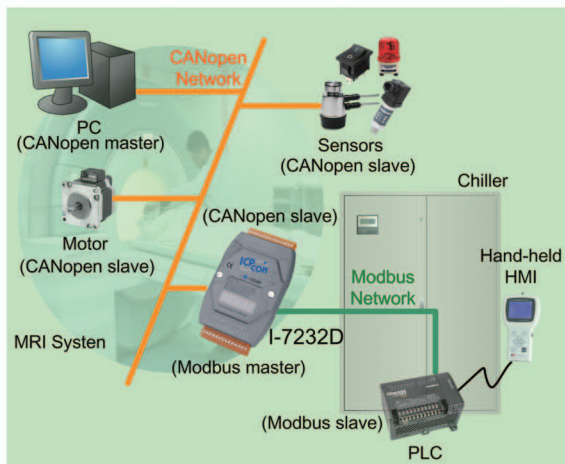 CANopen
Network
PC
(CANopen master)
Sensors
(CANopen slave)
Motor
(CANopen slave)
(CANopen slave)
Chiller
ICP
CON
Hand-held
HMI
Modbus
Network
I-7232D
MRI Systen
(Modbus master)
(Modbus slave)
PLC